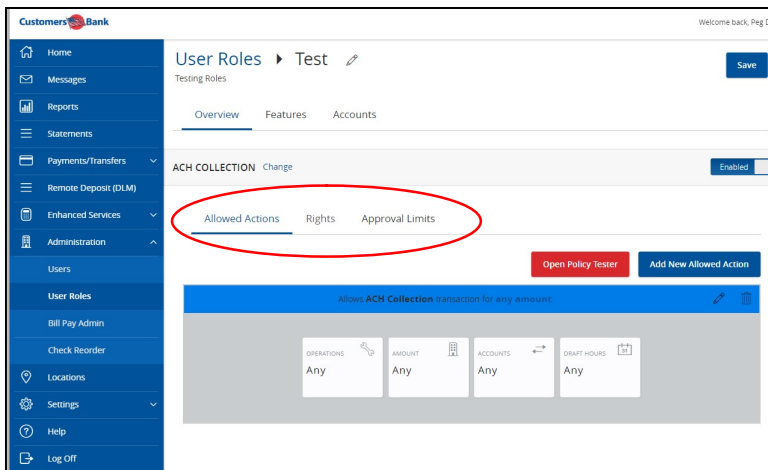 Customers Bank
Welcome back, Peg D
Home
Messages
Reports
Statements
Payments/Transfers
Remote Deposit (DLM)
Enhanced Services
Administration
Users
User Roles
Bill Pay Admin
Check Reorder
Locations
Settings
Help
Log Off
User Roles Test
Save
Testing Roles
Overview Features Accounts
ACH COLLECTION Change
Enabled
Allowed Actions Rights Approval Limits
Open Policy Tester Add New Allowed Action
Allows ACH Collection transaction for any amount
OPERATIONS AMOUNT ACCOUNTS DRAFT HOURS
31
Any Any Any Any